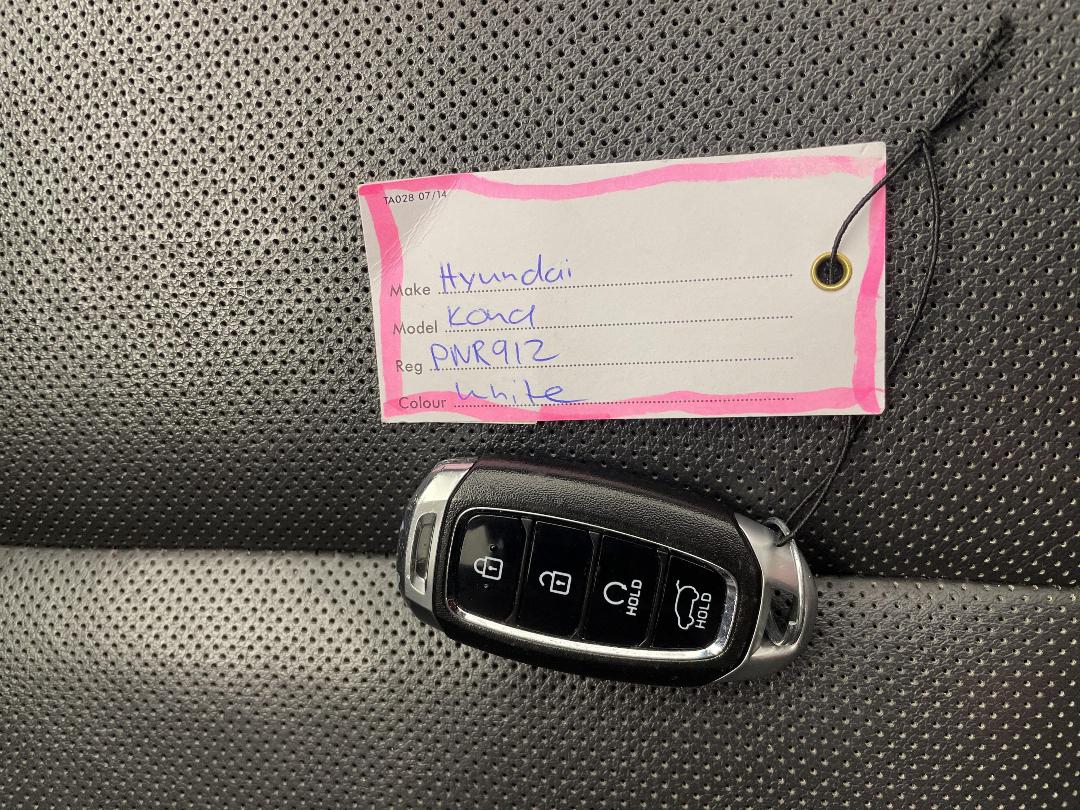 TA028 07/14
Make Hyundai
Model Kona
Reg PNR912
Colour White
HOLD
HOLD